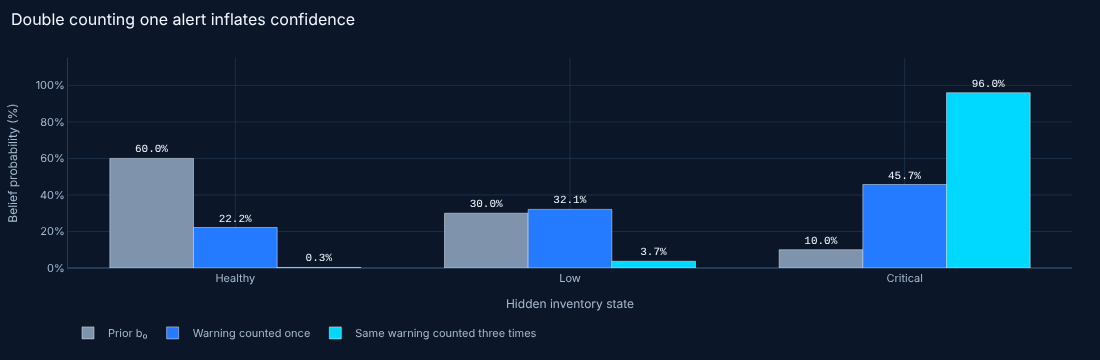 Double counting one alert inflates confidence
Belief probability (%)
100%
80%
60%
40%
20%
0%
60.0%
22.2%
0.3%
30.0%
32.1%
3.7%
10.0%
45.7%
96.0%
Healthy
Low
Critical
Hidden inventory state
Prior b₀
Warning counted once
Same warning counted three times